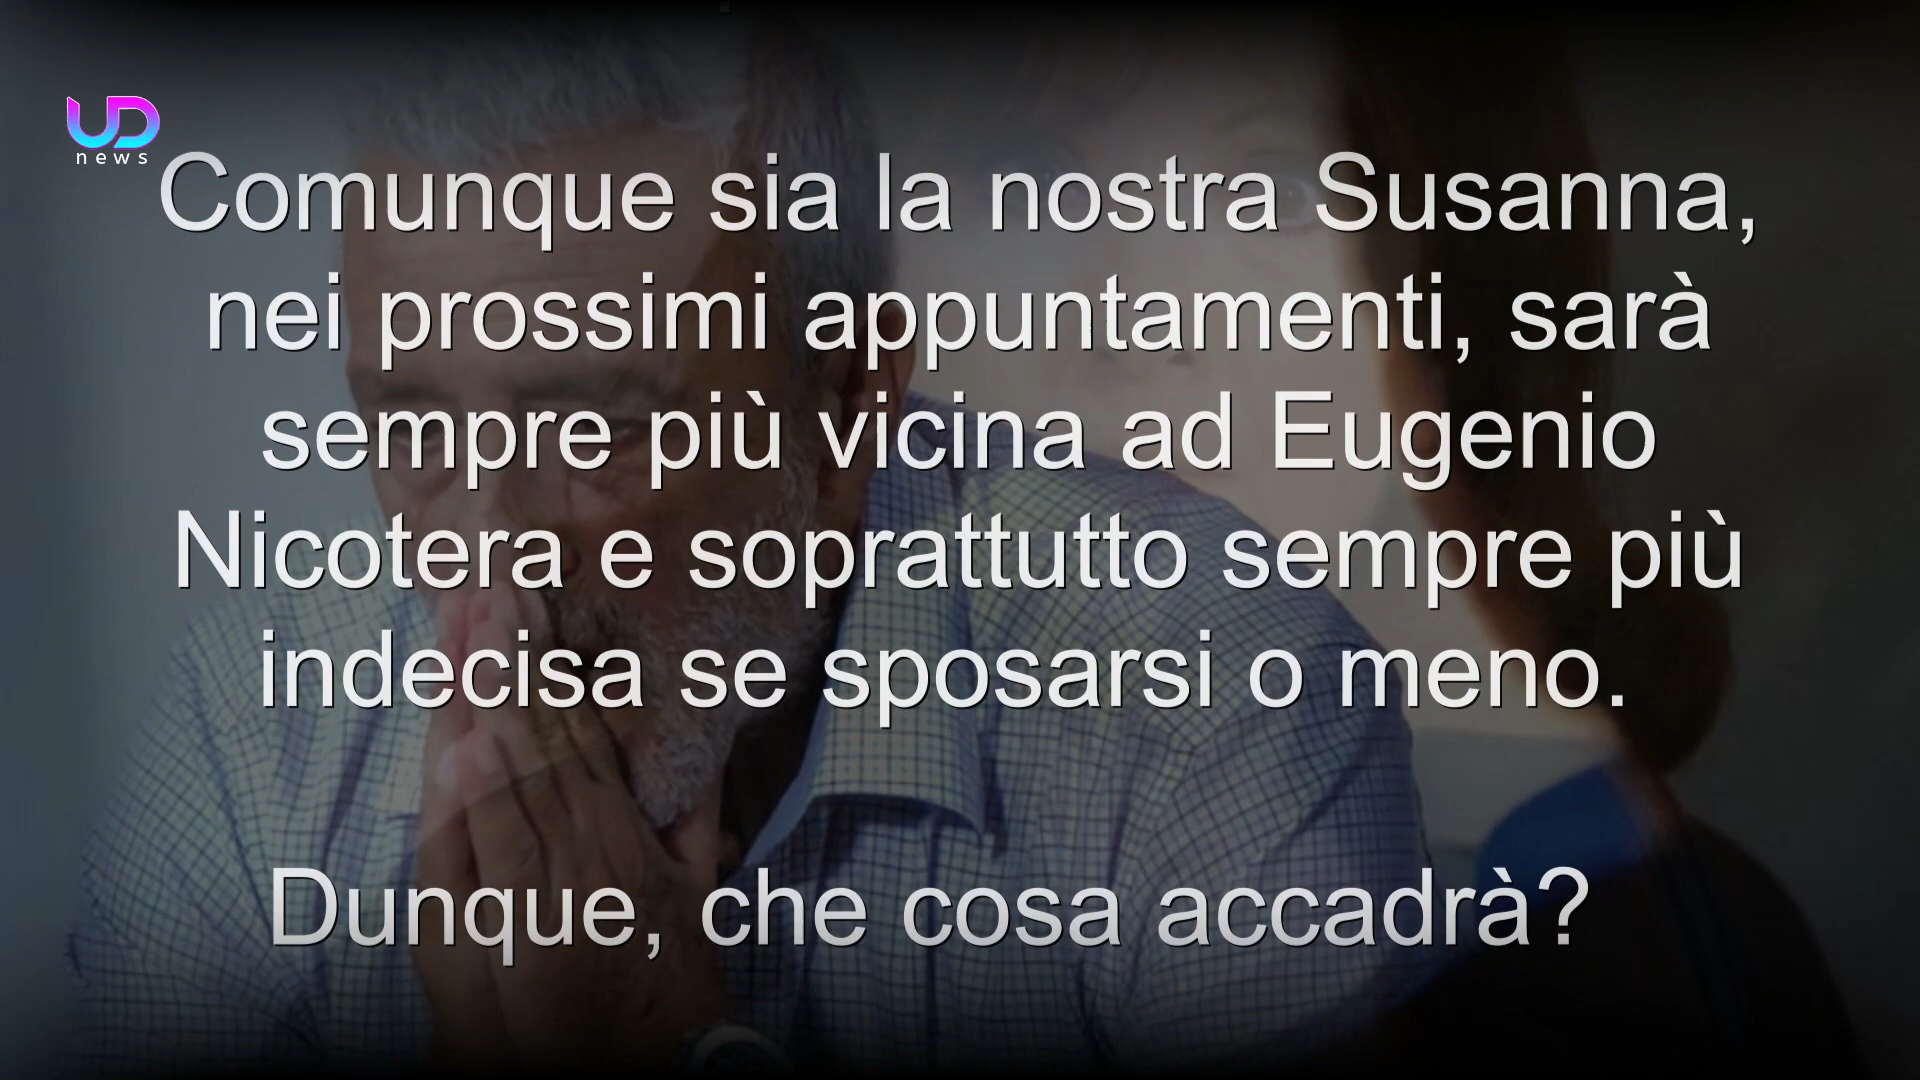 UD
news
Comunque sia la nostra Susanna,
nei prossimi appuntamenti, sarà
sempre più vicina ad Eugenio
Nicotera e soprattutto sempre più
indecisa se sposarsi o meno.
Dunque, che cosa accadrà?